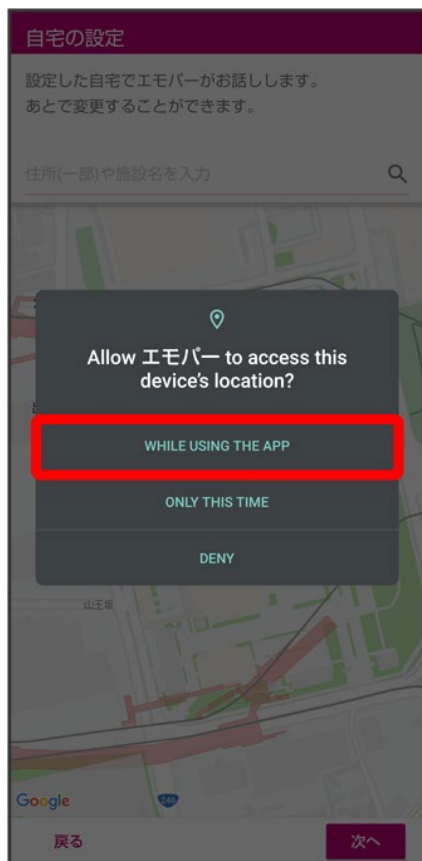 自宅の設定
設定した自宅でエモパーがお話しします。
あとで変更することができます。
住所(一部)や施設名を入力
Allow エモパー to access this
device's location?
WHILE USING THE APP
ONLY THIS TIME
DENY
山王坂
Google
246
戻る
次へ